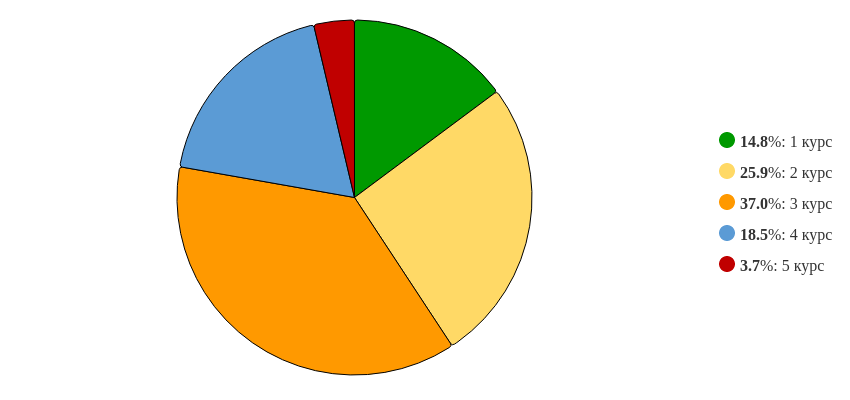 14.8%: 1 курс
25.9%: 2 курс
37.0%: 3 курс
18.5%: 4 курс
3.7%: 5 курс